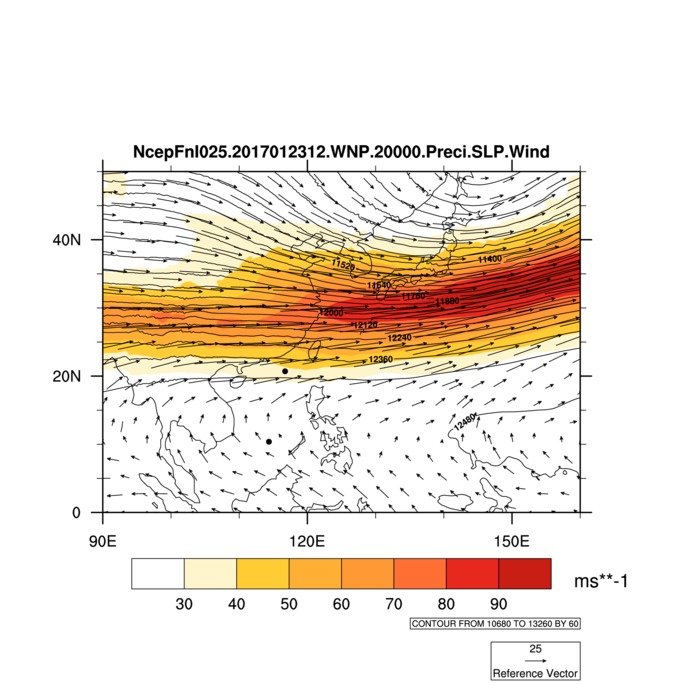 NcepFnl025.2017012312.WNP.20000.Preci.SLP.Wind
40N
20N
0
11520
11400
11640
11760
11880
12000
12120
12240
12360
12480
90E 120E 150E
30 40 50 60 70 80 90
ms**-1
CONTOUR FROM 10680 TO 13260 BY 60
25
Reference Vector